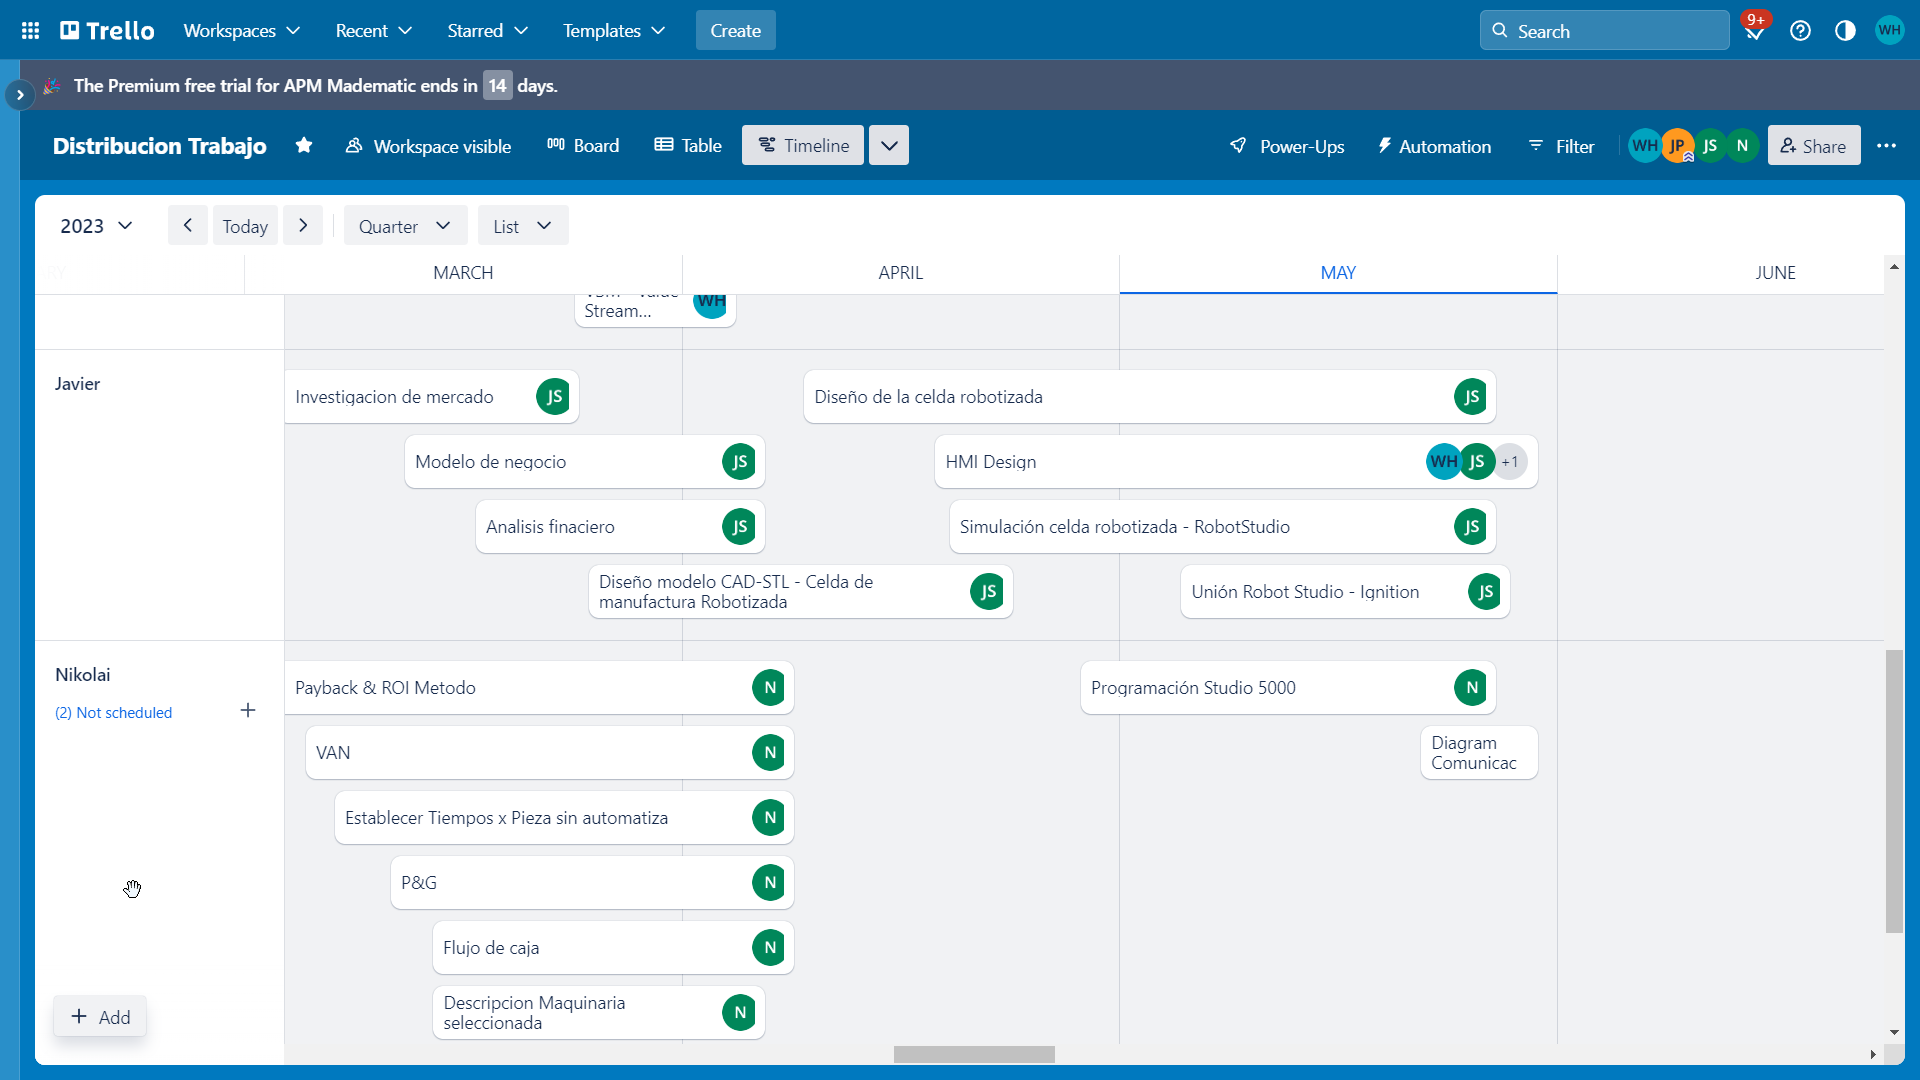 Trello
Workspaces
Recent
Starred
Templates
Create
Search
9+
WH
The Premium free trial for APM Madematic ends in 14 days.
Distribucion Trabajo
Workspace visible
Board
Table
Timeline
Power-Ups
Automation
Filter
WH
JP
JS
N
Share
2023
Today
Quarter
List
MARCH
APRIL
MAY
JUNE
Stream...
WH
Javier
Investigacion de mercado
JS
Diseño de la celda robotizada
JS
Modelo de negocio
JS
HMI Design
WH
JS
+1
Analisis finaciero
JS
Simulación celda robotizada - RobotStudio
JS
Diseño modelo CAD-STL - Celda de
manufactura Robotizada
JS
Unión Robot Studio - Ignition
JS
Nikolai
(2) Not scheduled
Payback & ROI Metodo
N
Programación Studio 5000
N
VAN
N
Diagram
Comunicac
Establecer Tiempos x Pieza sin automatiza
N
P&G
N
Flujo de caja
N
Descripcion Maquinaria
seleccionada
N
Add